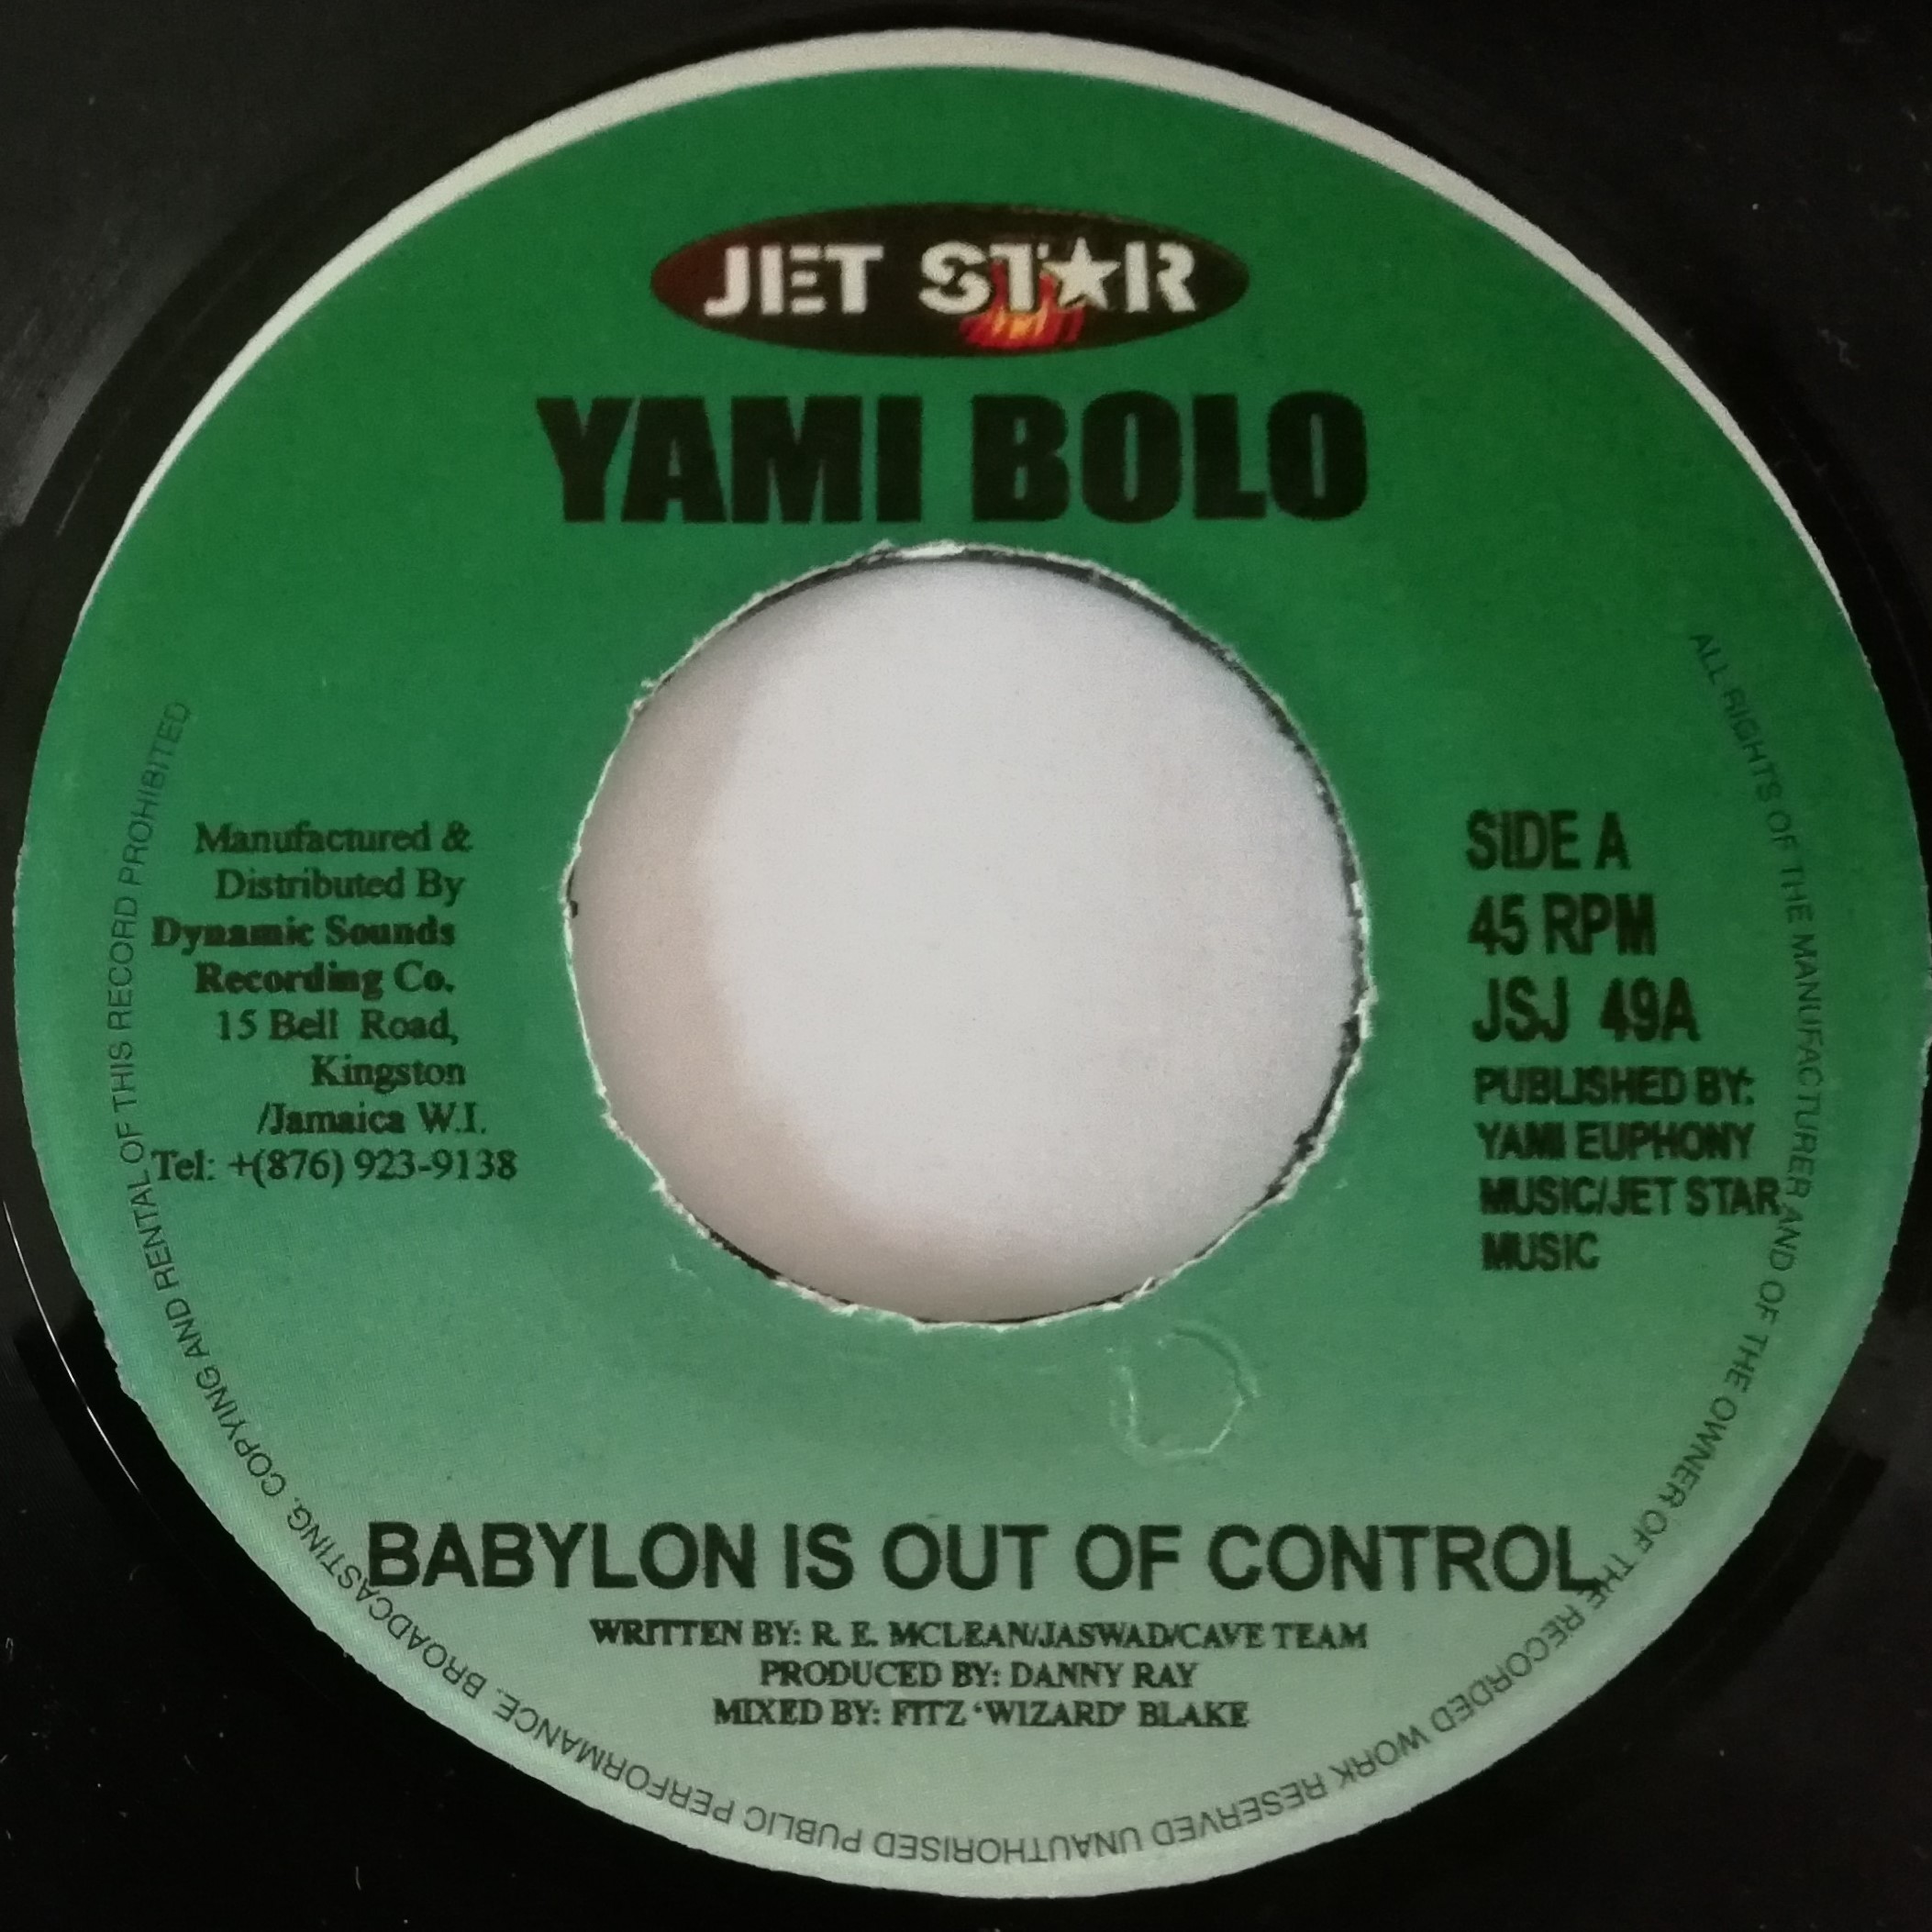 JET STAR
YAMI BOLO
Manufactured &
Distributed By
Dynamic Sounds
Recording Co.
15 Bell Road,
Kingston
/Jamaica W.I.
Tel: +(876) 923-9138
SIDE A
45 RPM
JSJ 49A
PUBLISHED BY:
YAMI EUPHONY
MUSIC/JET STAR
MUSIC
BABYLON IS OUT OF CONTROL
WRITTEN BY: R. E. MCLEAN/JASWAD/CAVE TEAM
PRODUCED BY: DANNY RAY
MIXED BY: FITZ ‘WIZARD’ BLAKE
ALL RIGHTS OF THE MANUFACTURER AND OF THE OWNER OF THE RECORDED WORK RESERVED UNAUTHORISED PUBLIC PERFORMANCE. BROADCASTING. COPYING AND RENTAL OF THIS RECORD PROHIBITED